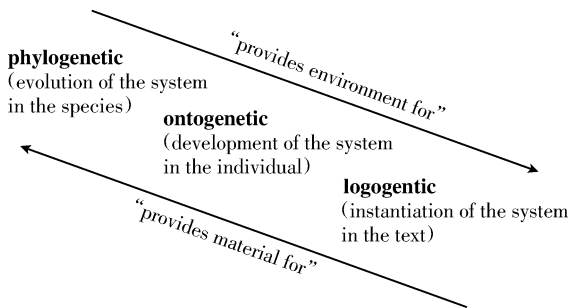 “provides environment for”
phylogenetic
(evolution of the system
in the species)
ontogenetic
(development of the system
in the individual)
logogentic
(instantiation of the system
in the text)
“provides material for”